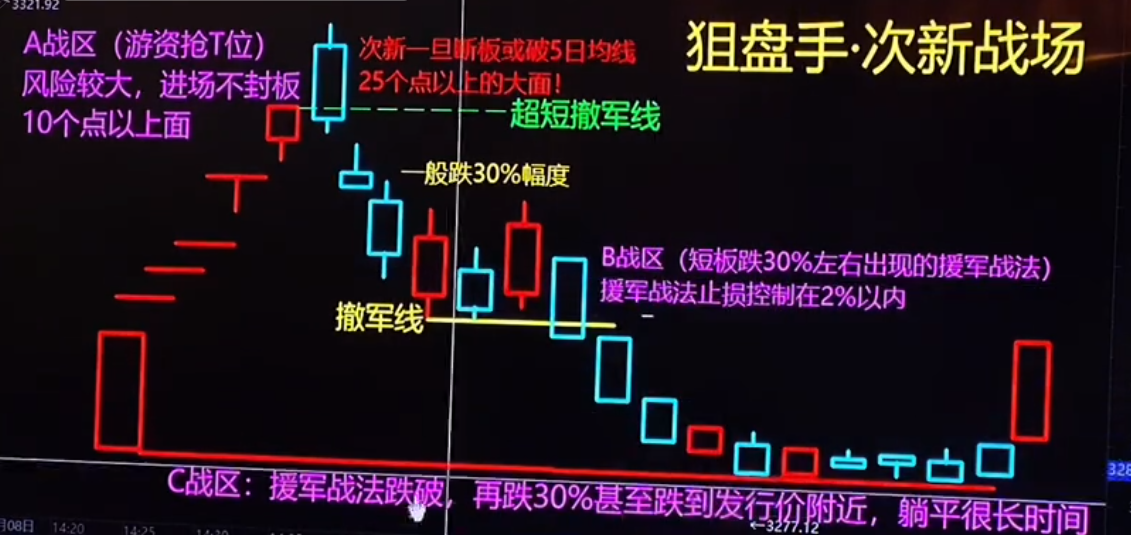 3321.92
狙盘手·次新战场
A战区（游资抢T位）
风险较大，进场不封板
10个点以上面
次新一旦断板或破5日均线
25个点以上的大面！
超短撤军线
一般跌30%幅度
B战区（短板跌30%左右出现的援军战法）
援军战法止损控制在2%以内
撤军线
C战区：援军战法跌破，再跌30%甚至跌到发行价附近，躺平很长时间
328
月08日 14:20 14:25
←3277.12